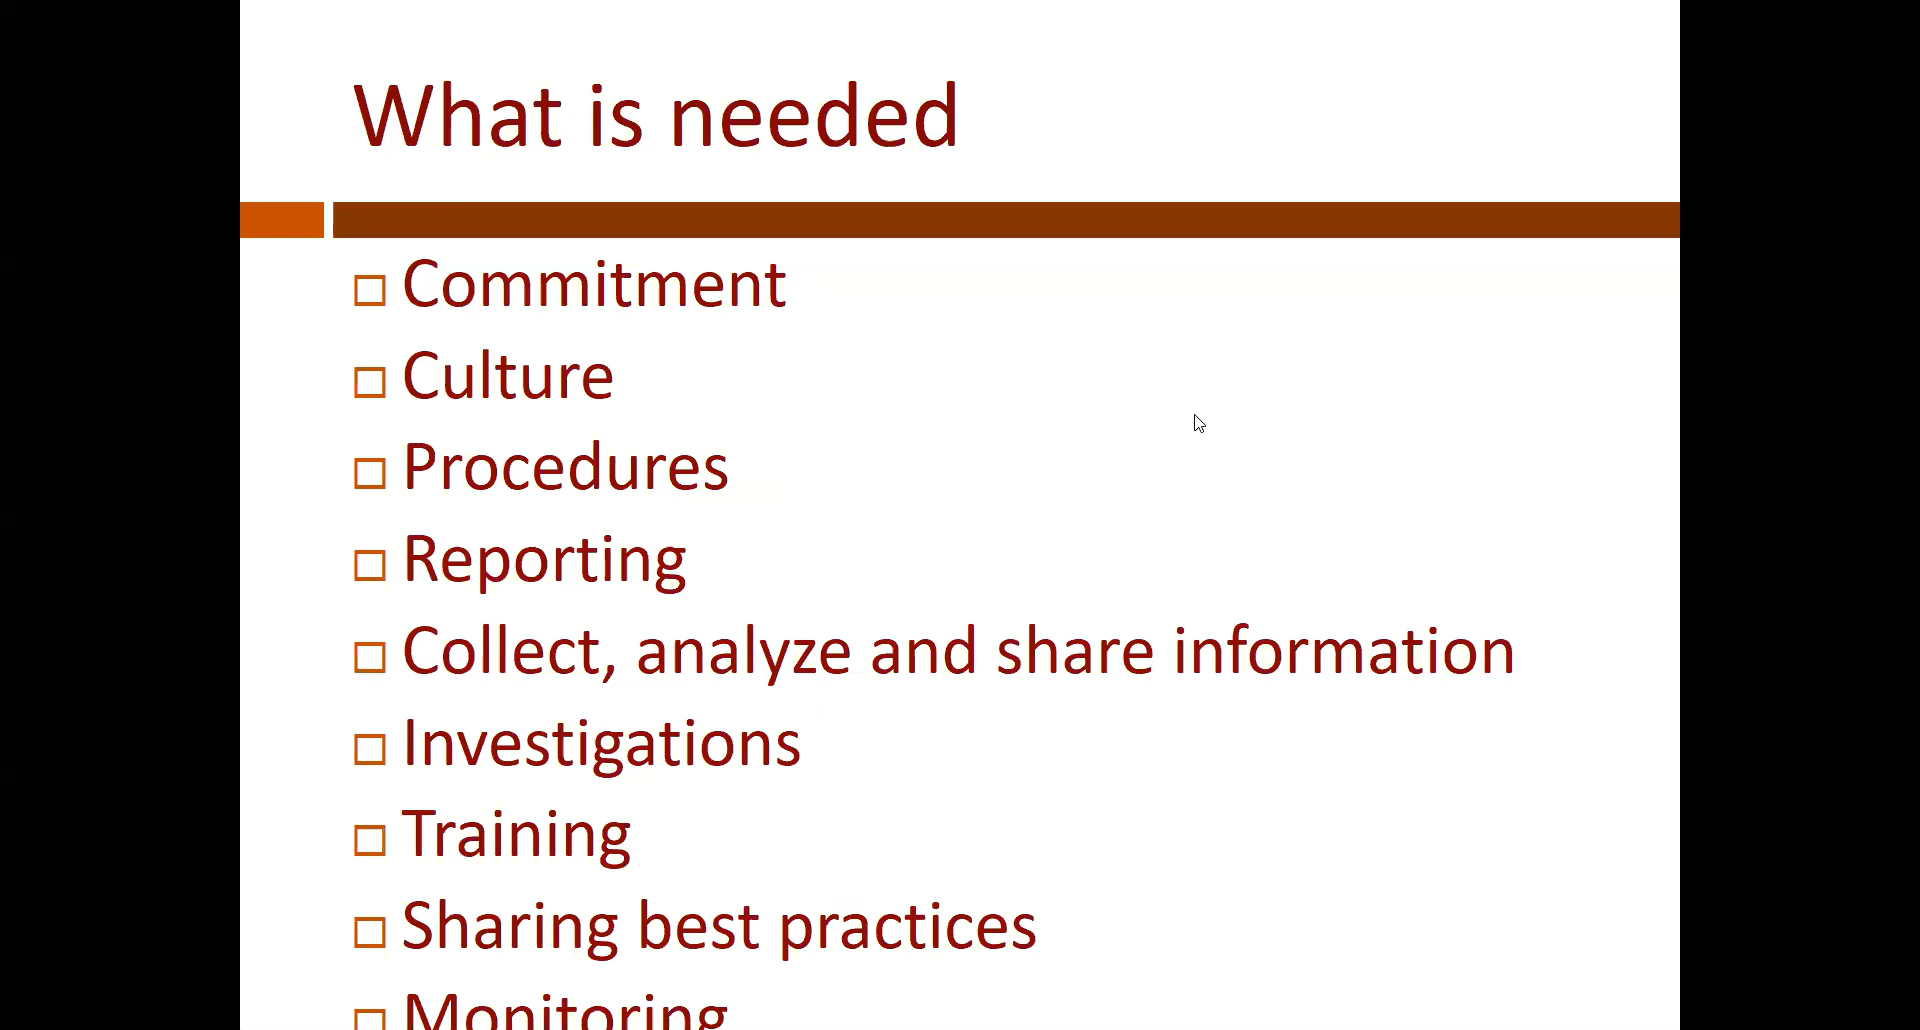 What is needed
Commitment
Culture
Procedures
Reporting
Collect, analyze and share information
Investigations
Training
Sharing best practices
Monitoring